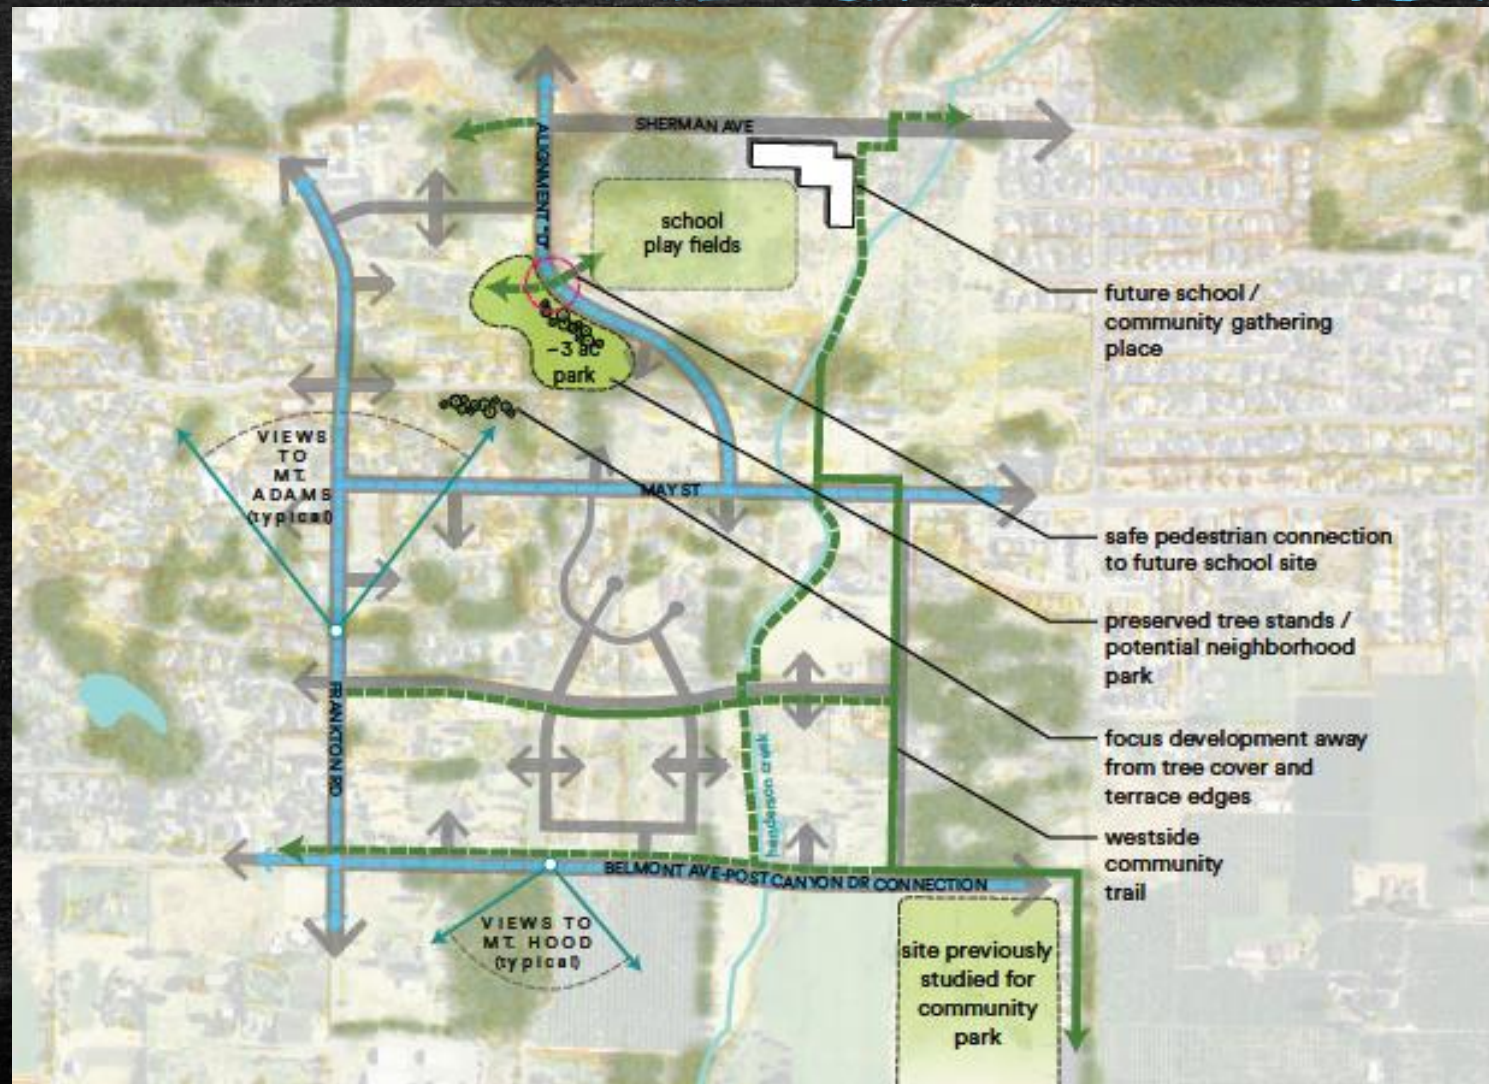 SHERMAN AVE
ALIGNMENT "D"
school
play fields
future school /
community gathering
place
~3 ac
park
VIEWS
TO
MT.
ADAMS
(typical)
MAY ST
safe pedestrian connection
to future school site
preserved tree stands /
potential neighborhood
park
FRANKTON RD
focus development away
from tree cover and
terrace edges
henderson creek
westside
community
trail
BELMONT AVE-POST CANYON DR CONNECTION
VIEWS TO
MT. HOOD
(typical)
site previously
studied for
community
park